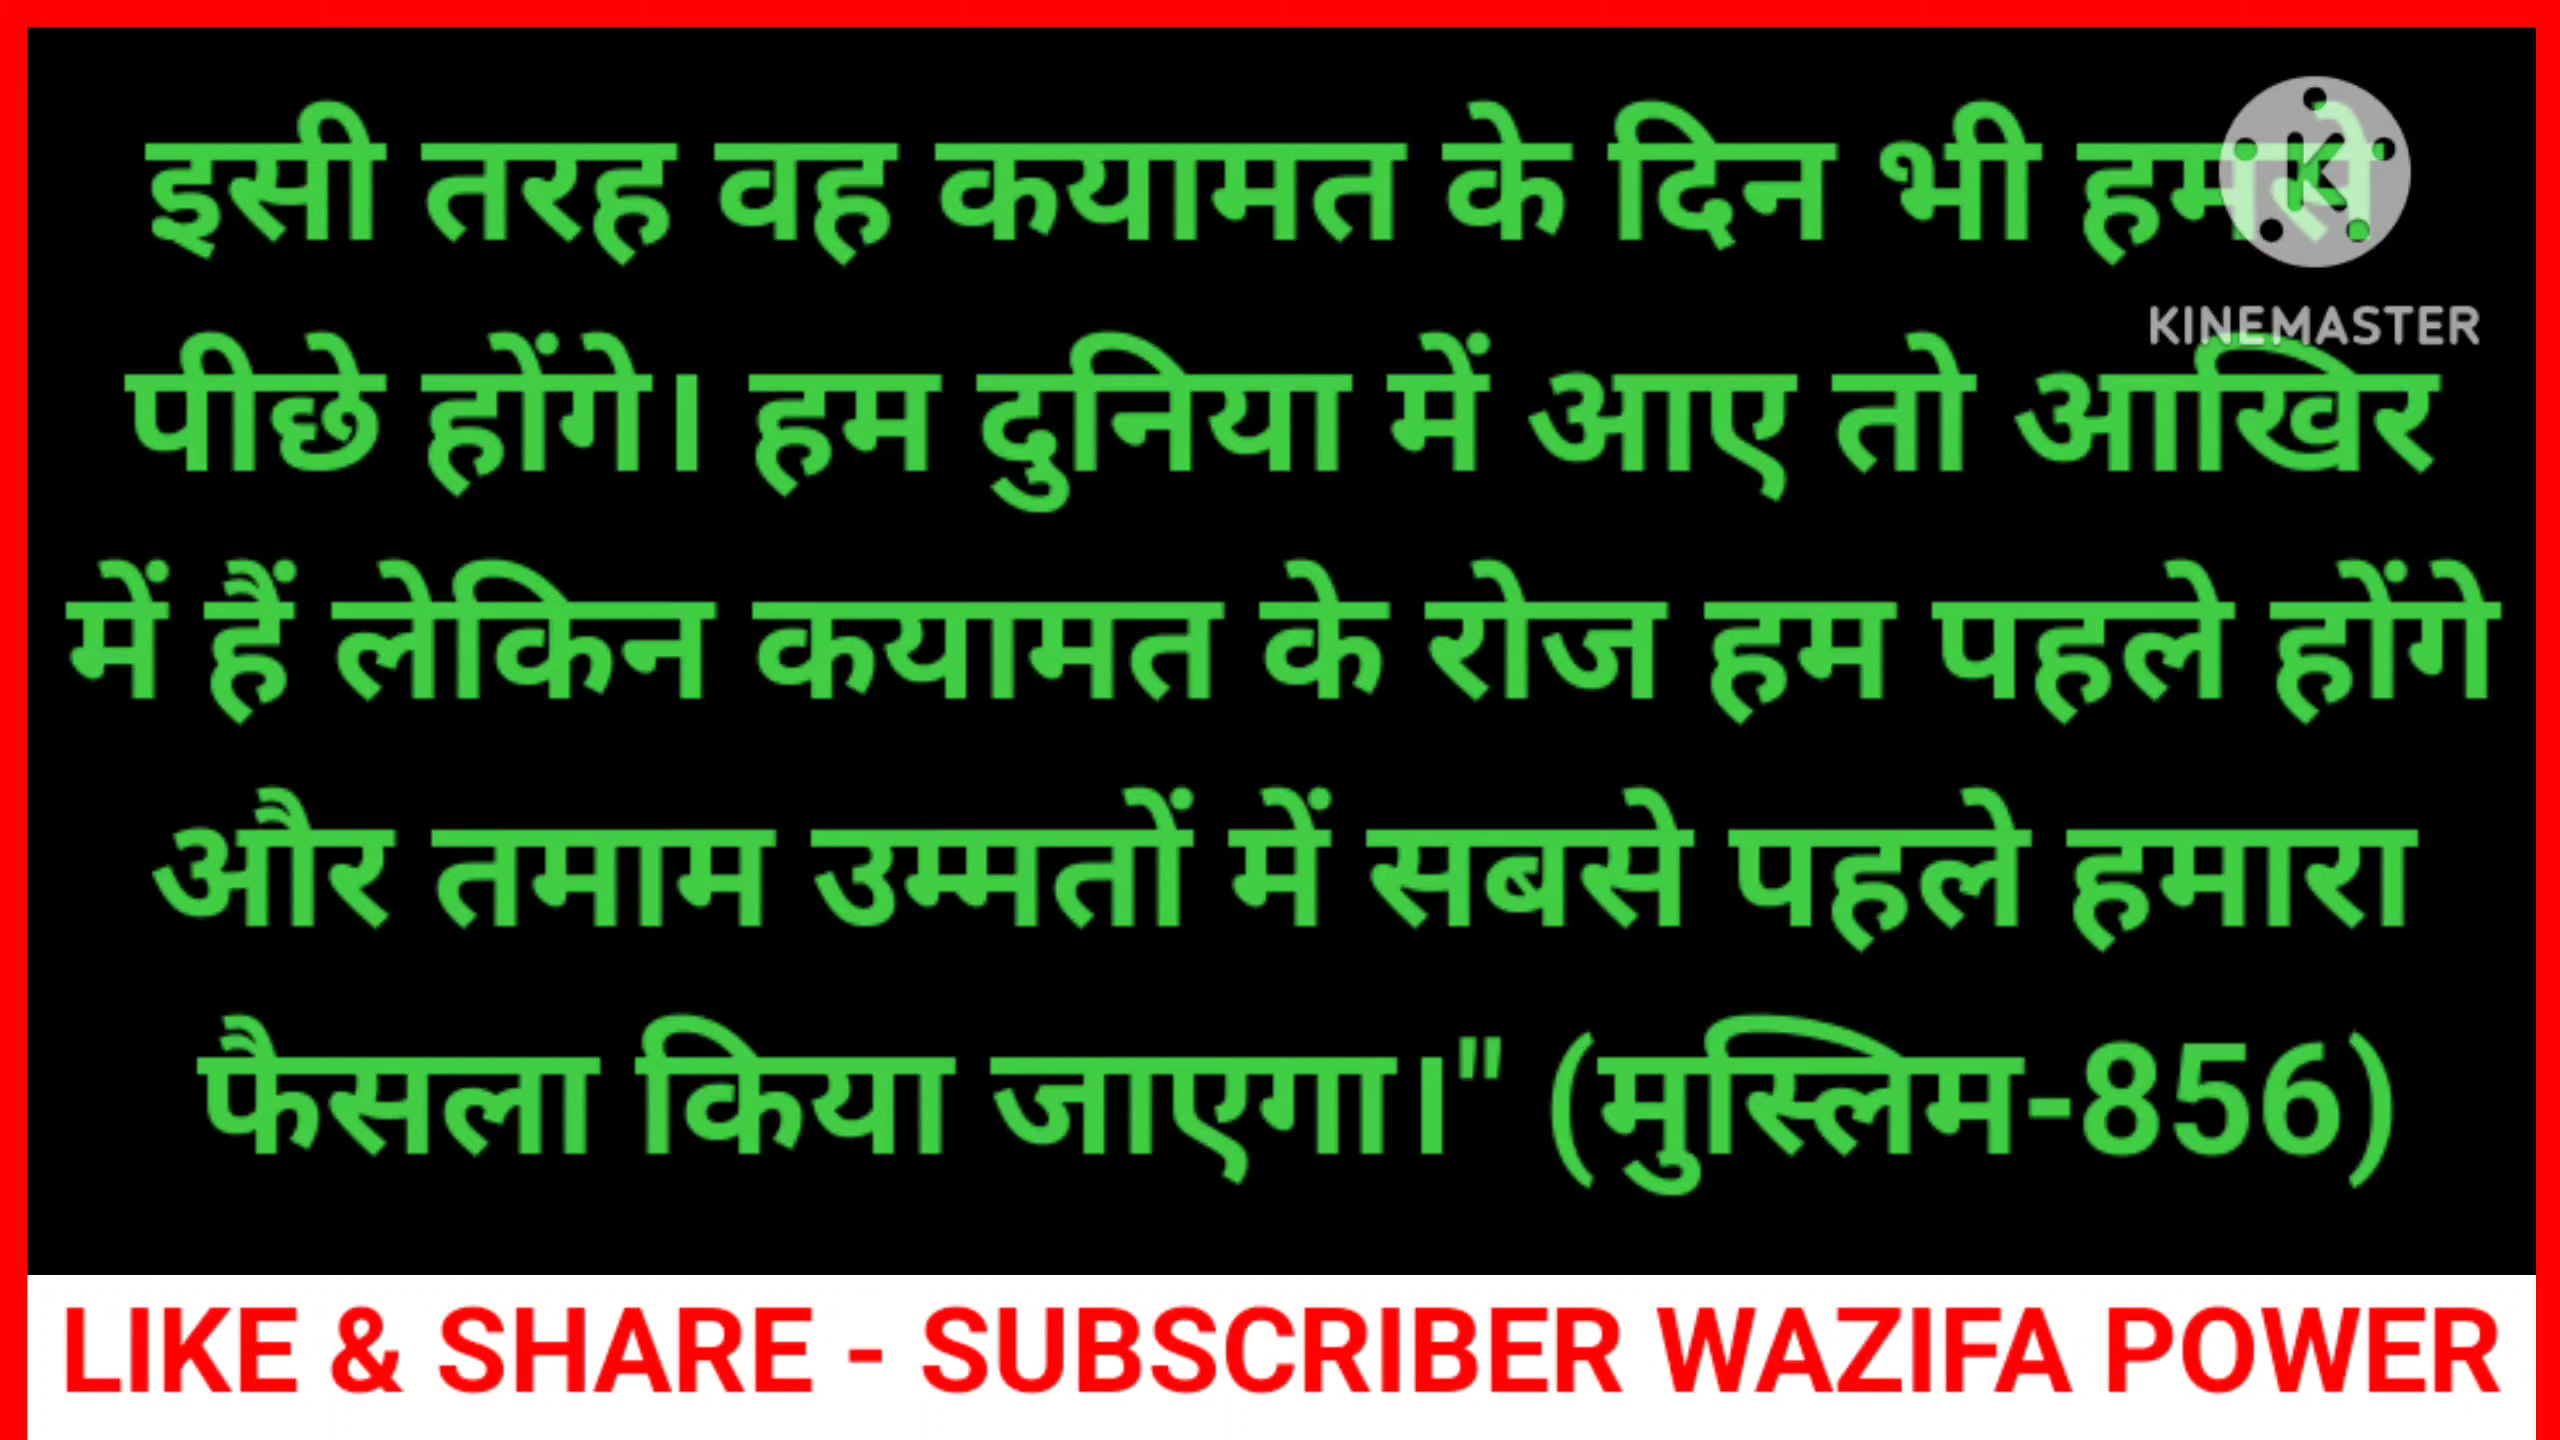 इसी तरह वह कयामत के दिन भी हमसे
KINEMASTER
पीछे होंगे। हम दुनिया में आए तो आखिर
में हैं लेकिन कयामत के रोज हम पहले होंगे
और तमाम उम्मतों में सबसे पहले हमारा
फैसला किया जाएगा।" (मुस्लिम-856)
LIKE & SHARE - SUBSCRIBER WAZIFA POWER